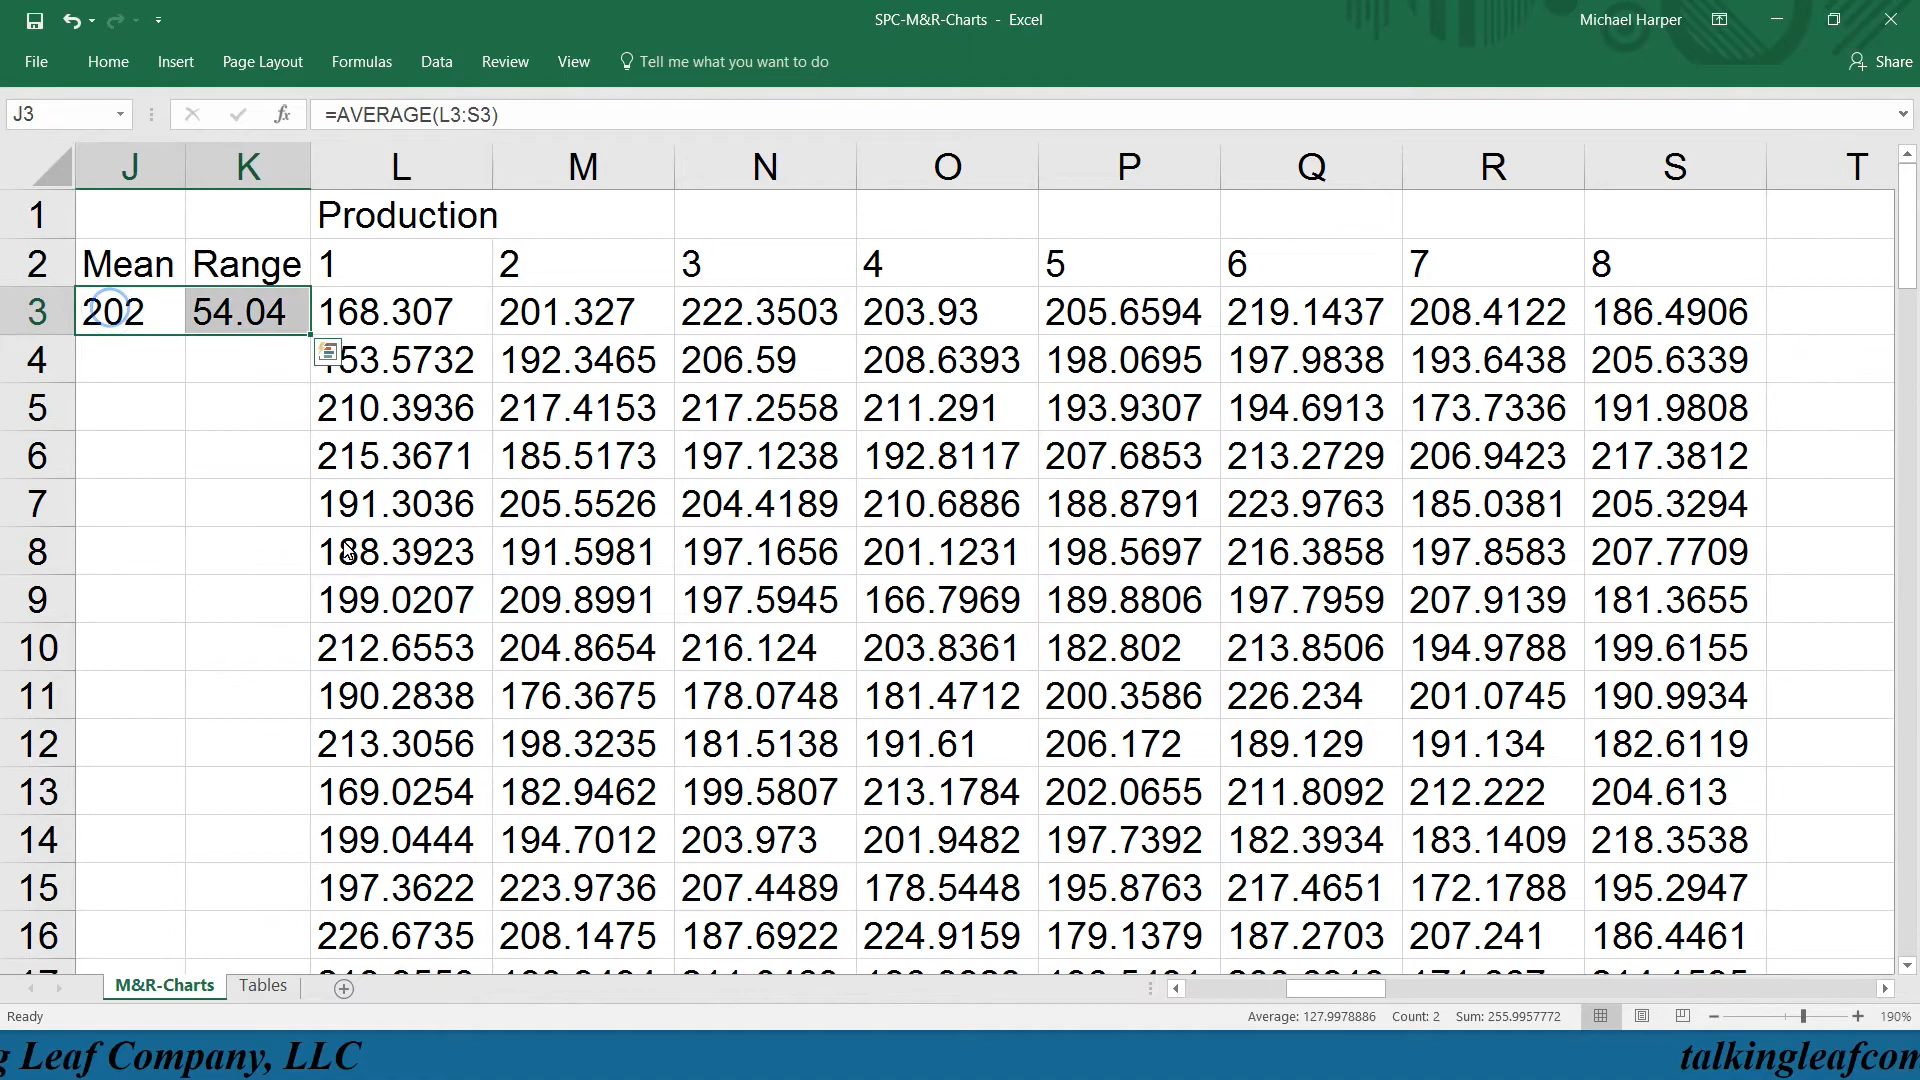 SPC-M&R-Charts - Excel
Michael Harper
File Home Insert Page Layout Formulas Data Review View Tell me what you want to do Share
J3 fx =AVERAGE(L3:S3)
J K L M N O P Q R S T
1 Production
2 Mean Range 1 2 3 4 5 6 7 8
3 202 54.04 168.307 201.327 222.3503 203.93 205.6594 219.1437 208.4122 186.4906
4 53.5732 192.3465 206.59 208.6393 198.0695 197.9838 193.6438 205.6339
5 210.3936 217.4153 217.2558 211.291 193.9307 194.6913 173.7336 191.9808
6 215.3671 185.5173 197.1238 192.8117 207.6853 213.2729 206.9423 217.3812
7 191.3036 205.5526 204.4189 210.6886 188.8791 223.9763 185.0381 205.3294
8 188.3923 191.5981 197.1656 201.1231 198.5697 216.3858 197.8583 207.7709
9 199.0207 209.8991 197.5945 166.7969 189.8806 197.7959 207.9139 181.3655
10 212.6553 204.8654 216.124 203.8361 182.802 213.8506 194.9788 199.6155
11 190.2838 176.3675 178.0748 181.4712 200.3586 226.234 201.0745 190.9934
12 213.3056 198.3235 181.5138 191.61 206.172 189.129 191.134 182.6119
13 169.0254 182.9462 199.5807 213.1784 202.0655 211.8092 212.222 204.613
14 199.0444 194.7012 203.973 201.9482 197.7392 182.3934 183.1409 218.3538
15 197.3622 223.9736 207.4489 178.5448 195.8763 217.4651 172.1788 195.2947
16 226.6735 208.1475 187.6922 224.9159 179.1379 187.2703 207.241 186.4461
M&R-Charts Tables
Ready Average: 127.9978886 Count: 2 Sum: 255.9957772 190%
g Leaf Company, LLC talkingleafcom